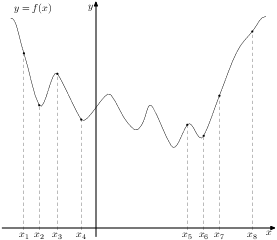 y = f(x)
y
x₁ x₂ x₃ x₄ x₅ x₆ x₇ x₈ x